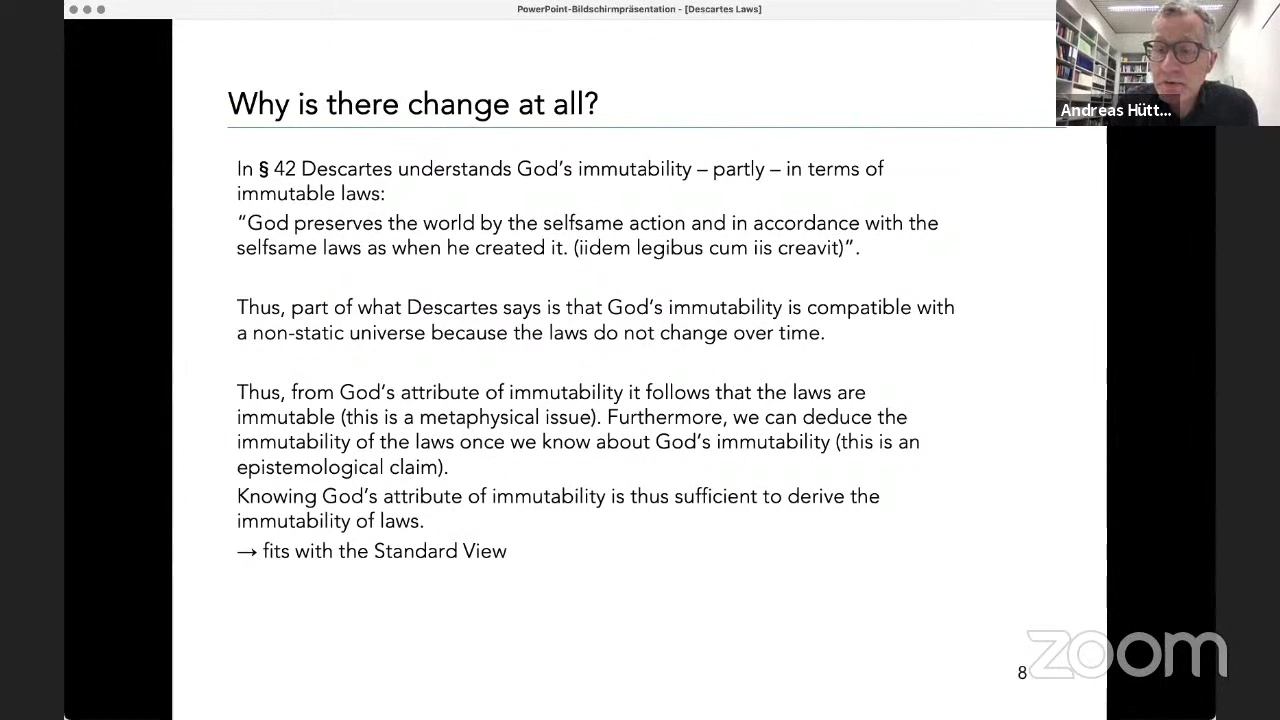 PowerPoint-Bildschirmpräsentation - [Descartes Laws]
Andreas Hütt...
Why is there change at all?
In § 42 Descartes understands God's immutability – partly – in terms of
immutable laws:
"God preserves the world by the selfsame action and in accordance with the
selfsame laws as when he created it. (iidem legibus cum iis creavit)".
Thus, part of what Descartes says is that God's immutability is compatible with
a non-static universe because the laws do not change over time.
Thus, from God's attribute of immutability it follows that the laws are
immutable (this is a metaphysical issue). Furthermore, we can deduce the
immutability of the laws once we know about God's immutability (this is an
epistemological claim).
Knowing God's attribute of immutability is thus sufficient to derive the
immutability of laws.
→ fits with the Standard View
8
zoom